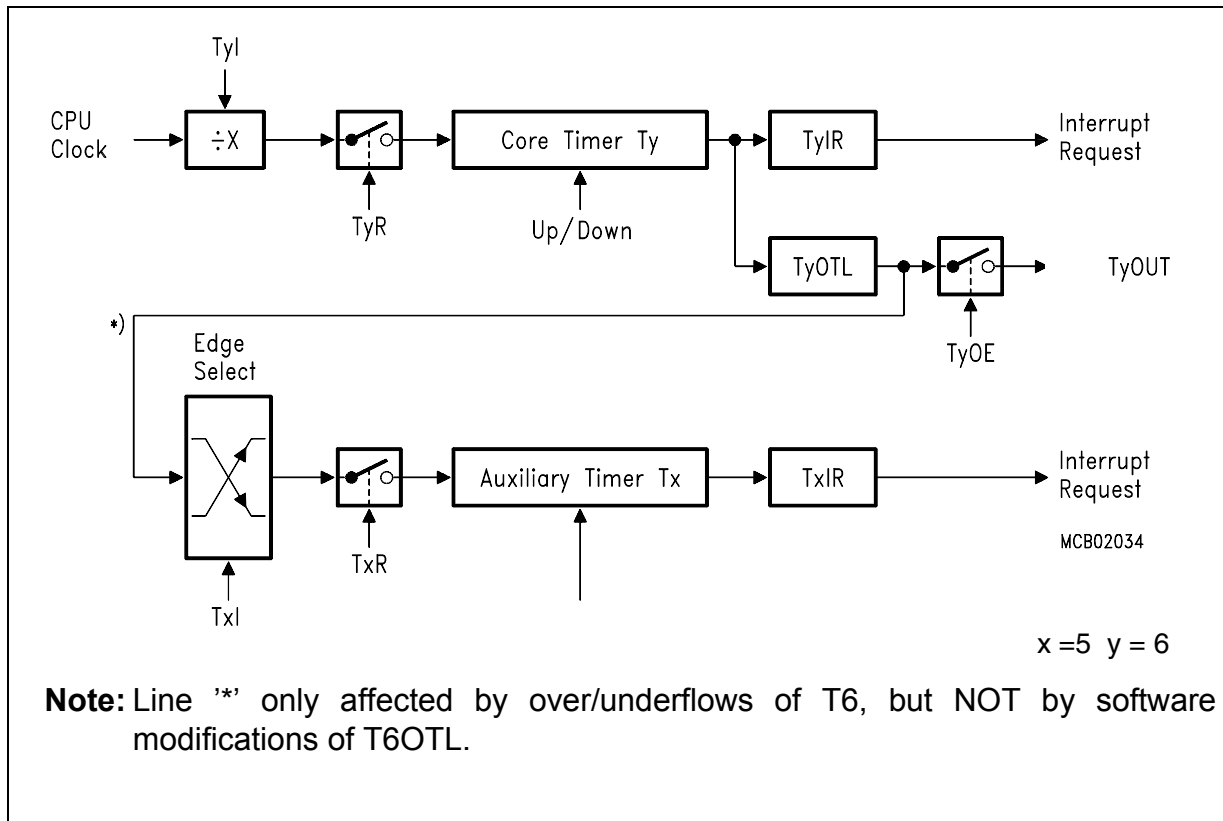 TyI
CPU
Clock
÷X
TyR
Core Timer Ty
Up/Down
TyIR
Interrupt
Request
TyOTL
TyOUT
TyOE
*)
Edge
Select
TxI
TxR
Auxiliary Timer Tx
TxIR
Interrupt
Request
MCB02034
x =5 y = 6
Note: Line '*' only affected by over/underflows of T6, but NOT by software
modifications of T6OTL.